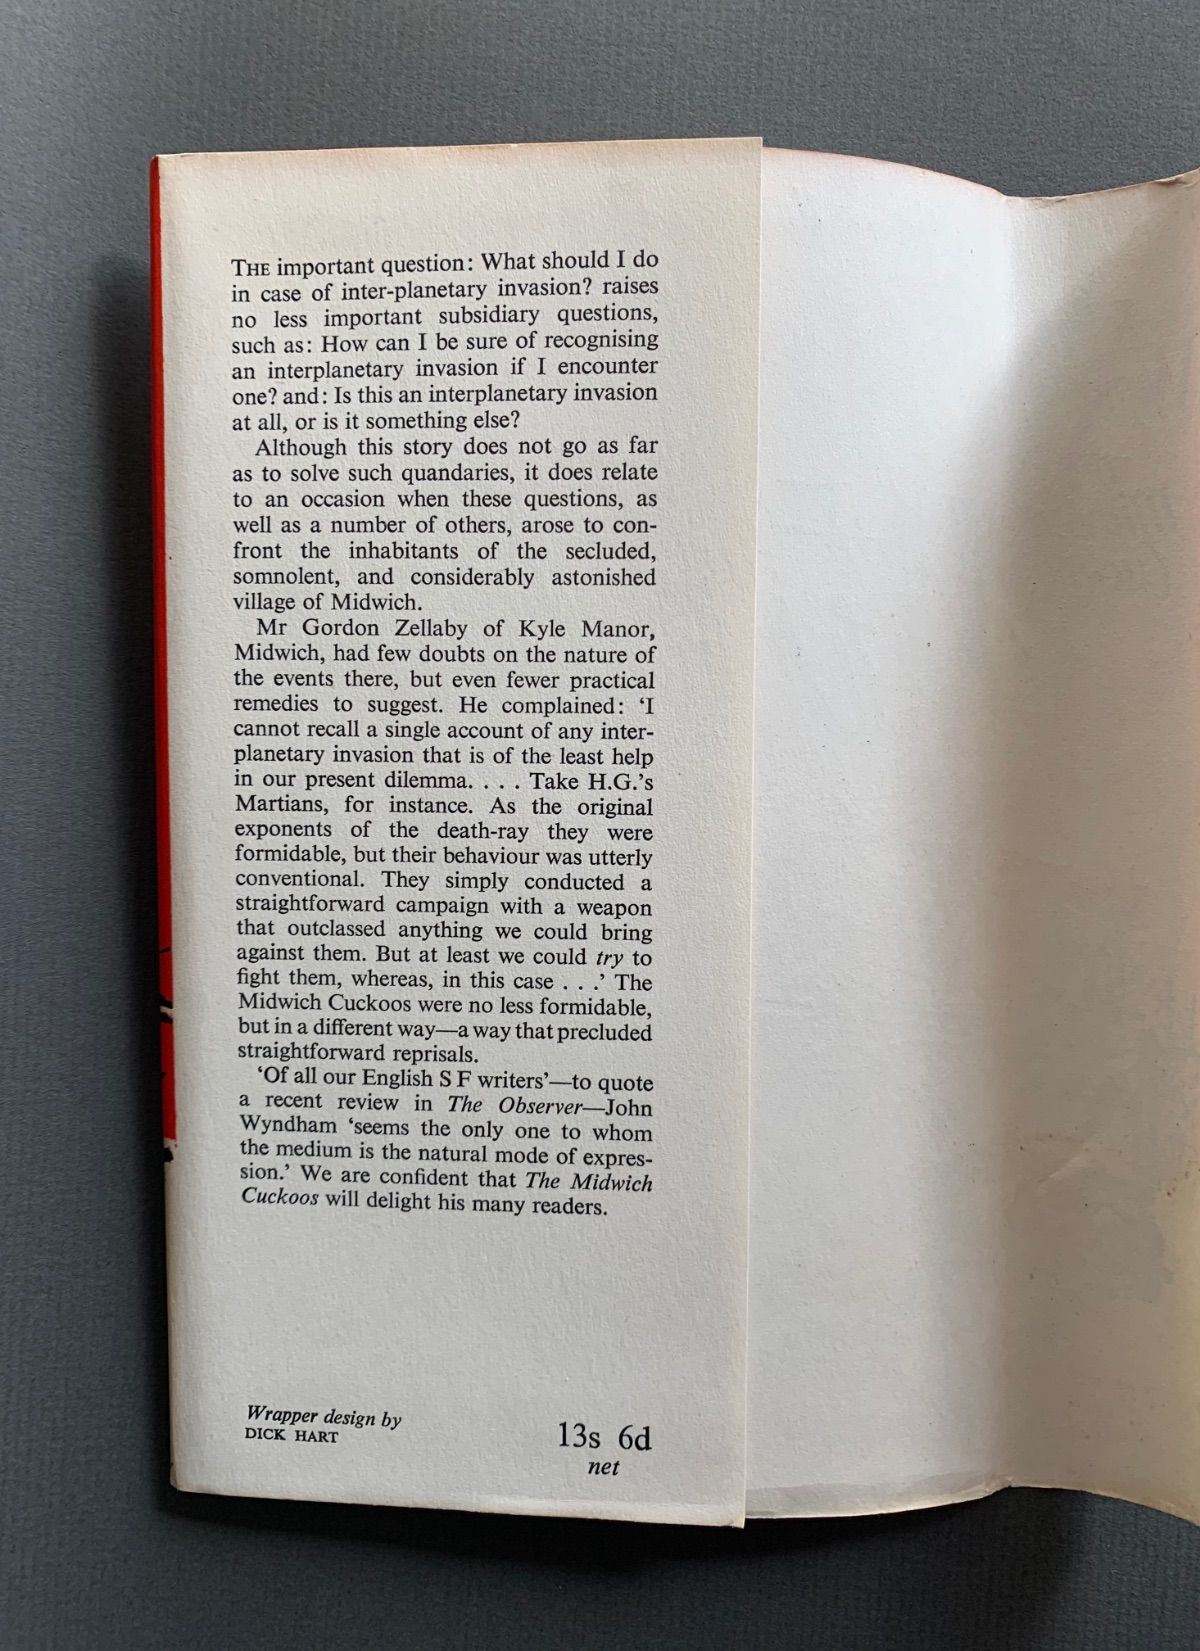 THE important question: What should I do
in case of inter-planetary invasion? raises
no less important subsidiary questions,
such as: How can I be sure of recognising
an interplanetary invasion if I encounter
one? and: Is this an interplanetary invasion
at all, or is it something else?
Although this story does not go as far
as to solve such quandaries, it does relate
to an occasion when these questions, as
well as a number of others, arose to con-
front the inhabitants of the secluded,
somnolent, and considerably astonished
village of Midwich.
Mr Gordon Zellaby of Kyle Manor,
Midwich, had few doubts on the nature of
the events there, but even fewer practical
remedies to suggest. He complained: ‘I
cannot recall a single account of any inter-
planetary invasion that is of the least help
in our present dilemma. . . . Take H.G.’s
Martians, for instance. As the original
exponents of the death-ray they were
formidable, but their behaviour was utterly
conventional. They simply conducted a
straightforward campaign with a weapon
that outclassed anything we could bring
against them. But at least we could try to
fight them, whereas, in this case . . .’ The
Midwich Cuckoos were no less formidable,
but in a different way—a way that precluded
straightforward reprisals.
‘Of all our English S F writers’—to quote
a recent review in The Observer—John
Wyndham ‘seems the only one to whom
the medium is the natural mode of expres-
sion.’ We are confident that The Midwich
Cuckoos will delight his many readers.
Wrapper design by
DICK HART
13s 6d
net